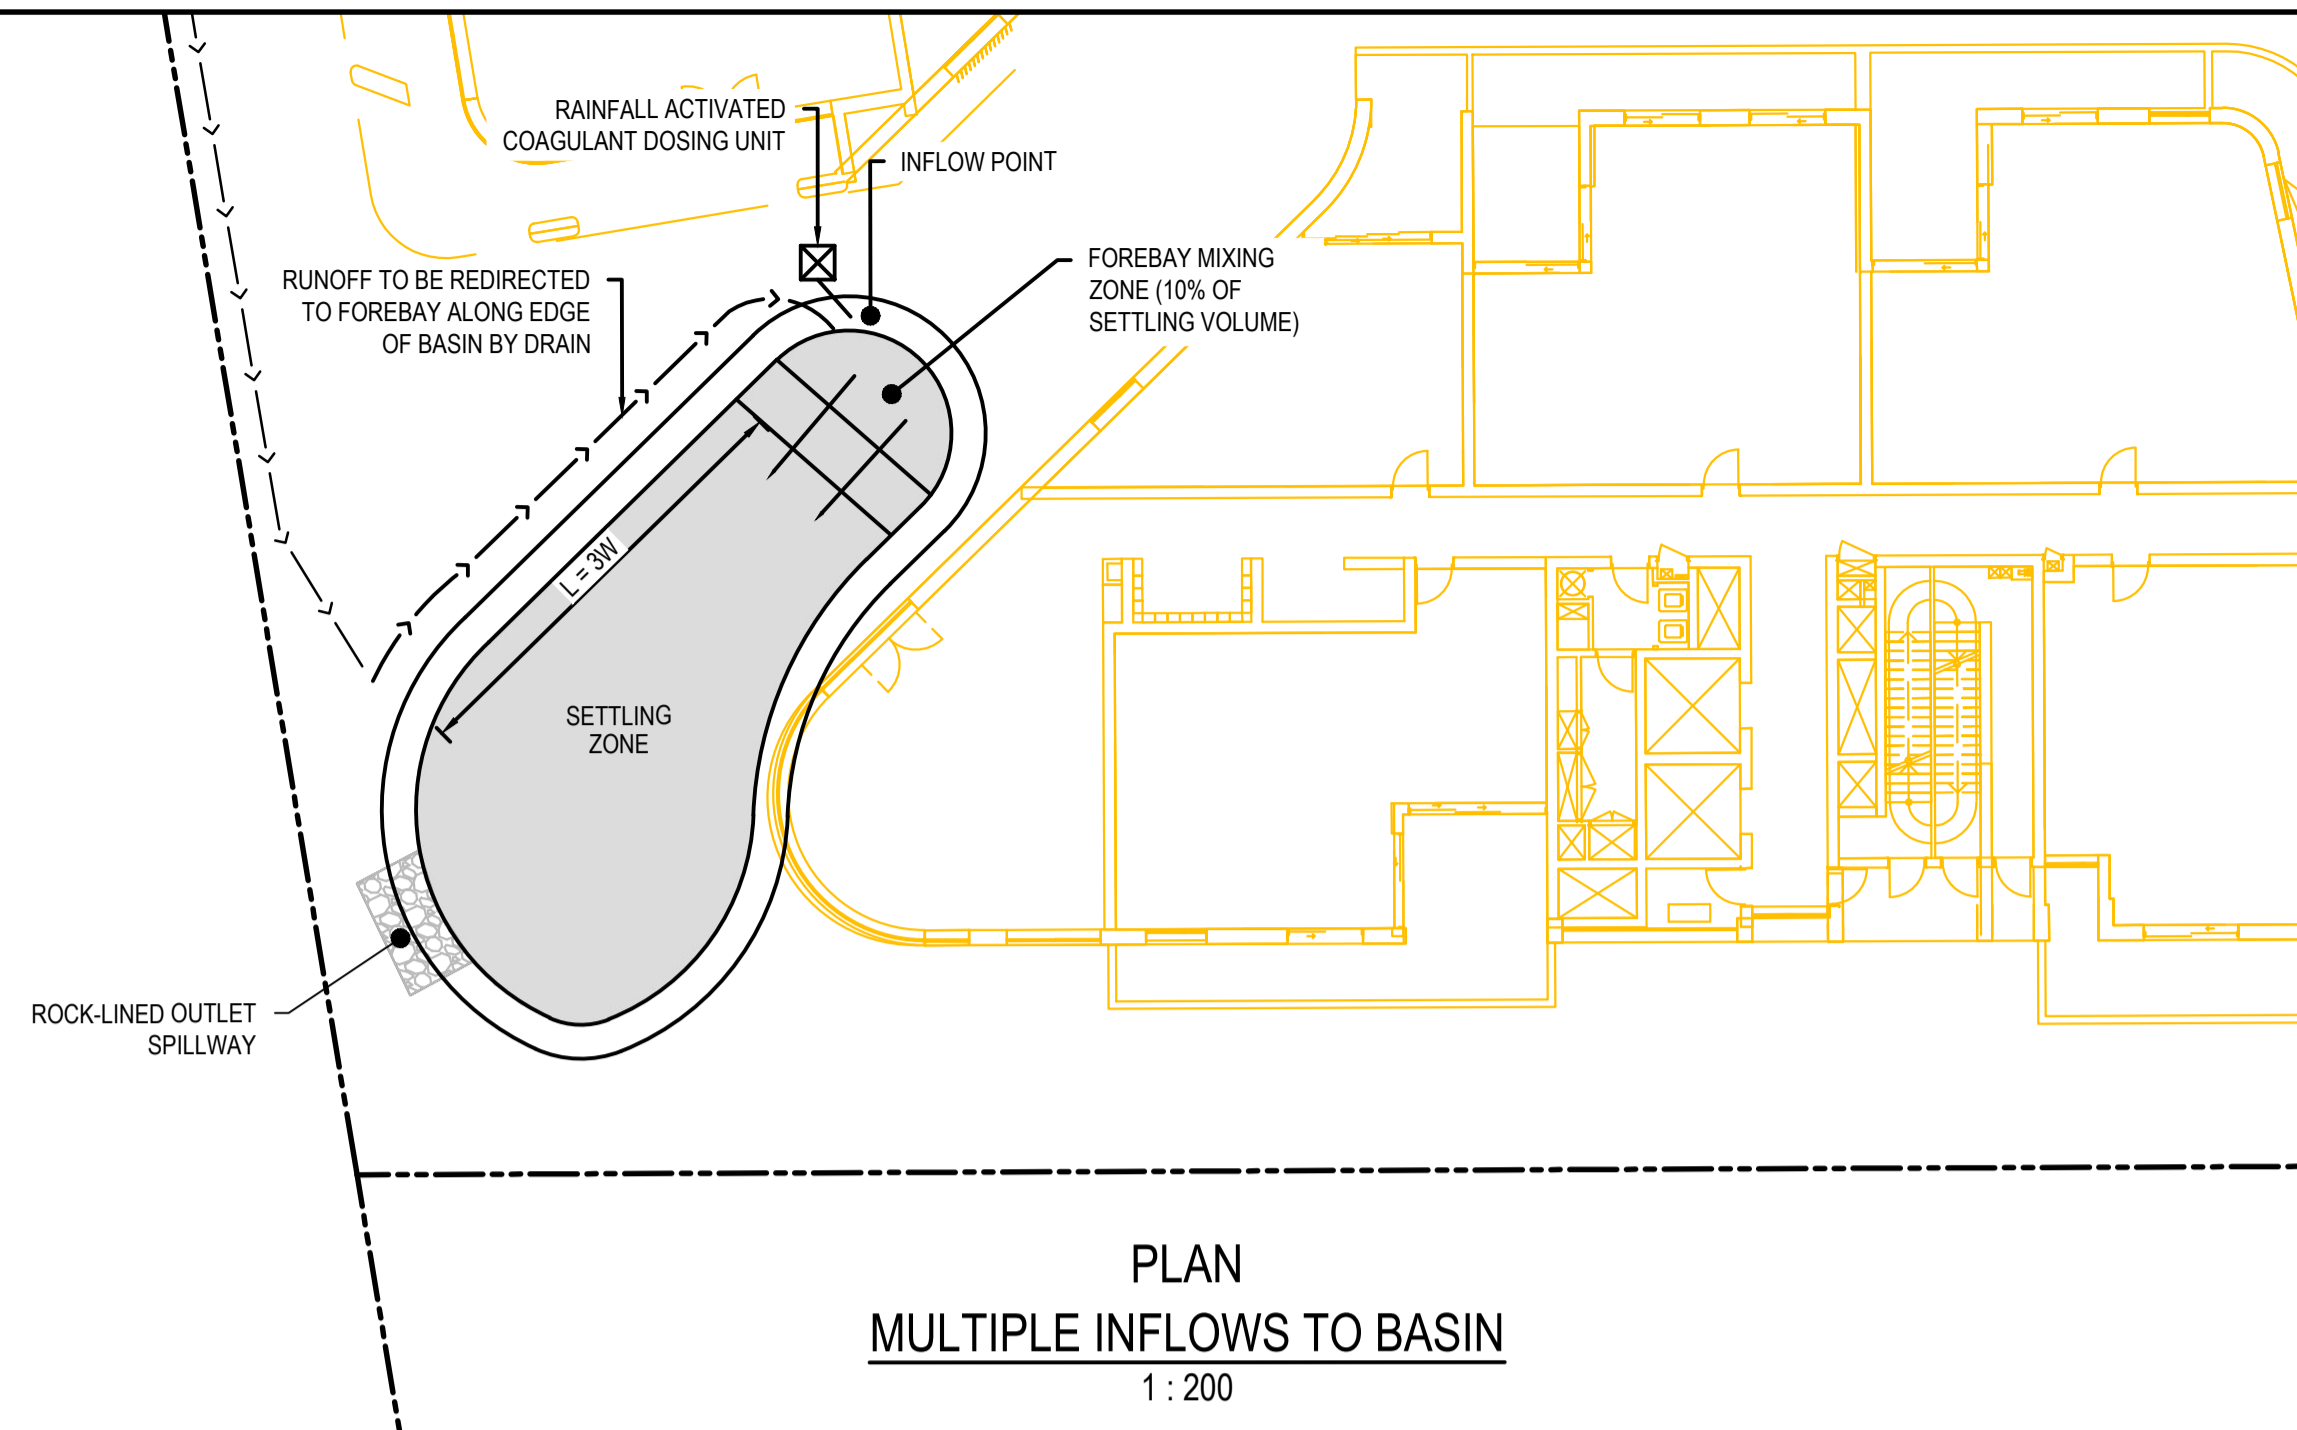 RAINFALL ACTIVATED
COAGULANT DOSING UNIT
INFLOW POINT
RUNOFF TO BE REDIRECTED
TO FOREBAY ALONG EDGE
OF BASIN BY DRAIN
FOREBAY MIXING
ZONE (10% OF
SETTLING VOLUME)
L = 3W
SETTLING
ZONE
ROCK-LINED OUTLET
SPILLWAY
PLAN
MULTIPLE INFLOWS TO BASIN
1 : 200